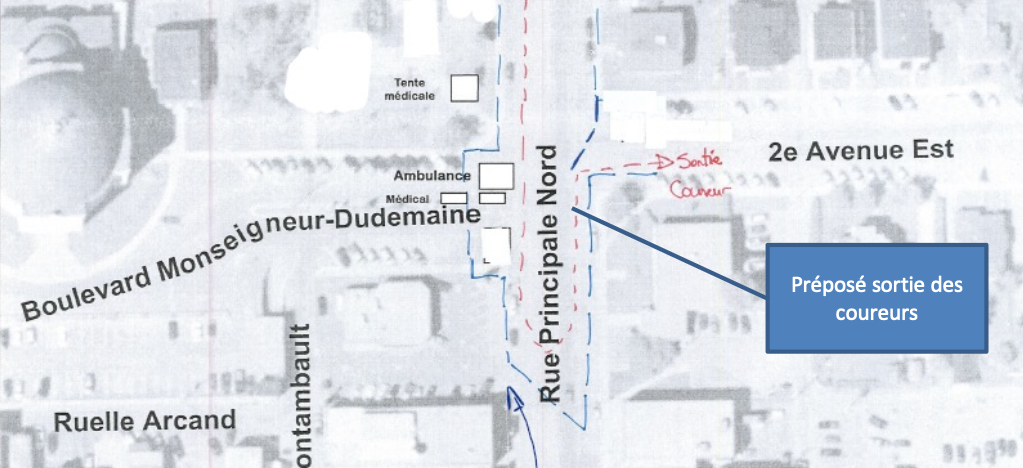 Tente
médicale
2e Avenue Est
Sortie
Coureur
Ambulance
Médical
Boulevard Monseigneur-Dudemaine
Rue Principale Nord
Préposé sortie des
coureurs
Ruelle Arcand
ontambault